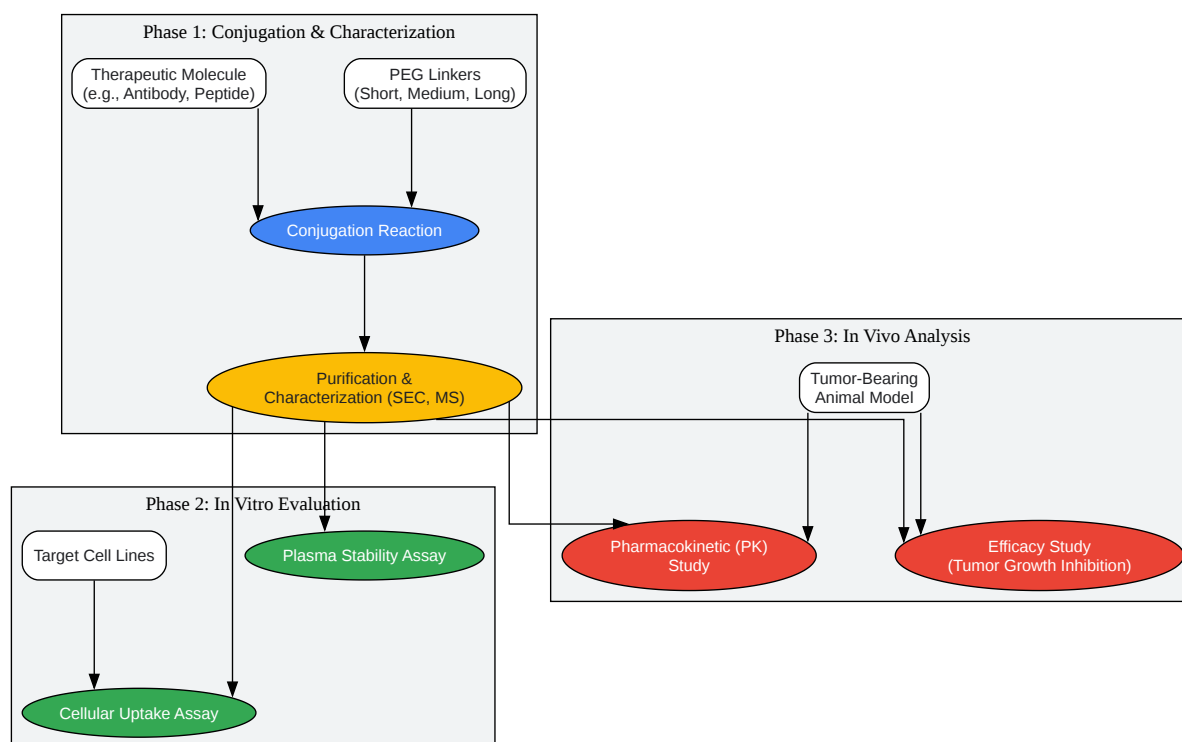 Phase 1: Conjugation & Characterization
Therapeutic Molecule
(e.g., Antibody, Peptide)
PEG Linkers
(Short, Medium, Long)
Conjugation Reaction
Purification &
Characterization (SEC, MS)
Phase 2: In Vitro Evaluation
Target Cell Lines
Plasma Stability Assay
Cellular Uptake Assay
Phase 3: In Vivo Analysis
Tumor-Bearing
Animal Model
Pharmacokinetic (PK)
Study
Efficacy Study
(Tumor Growth Inhibition)